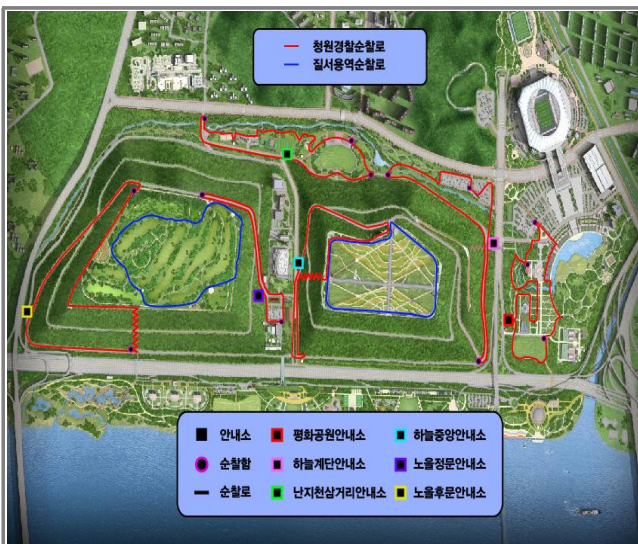 청원경찰순찰로
질서용역순찰로
안내소 평화공원안내소 하늘중앙안내소
순찰함 하늘계단안내소 노을정문안내소
순찰로 난지천삼거리안내소 노을후문안내소